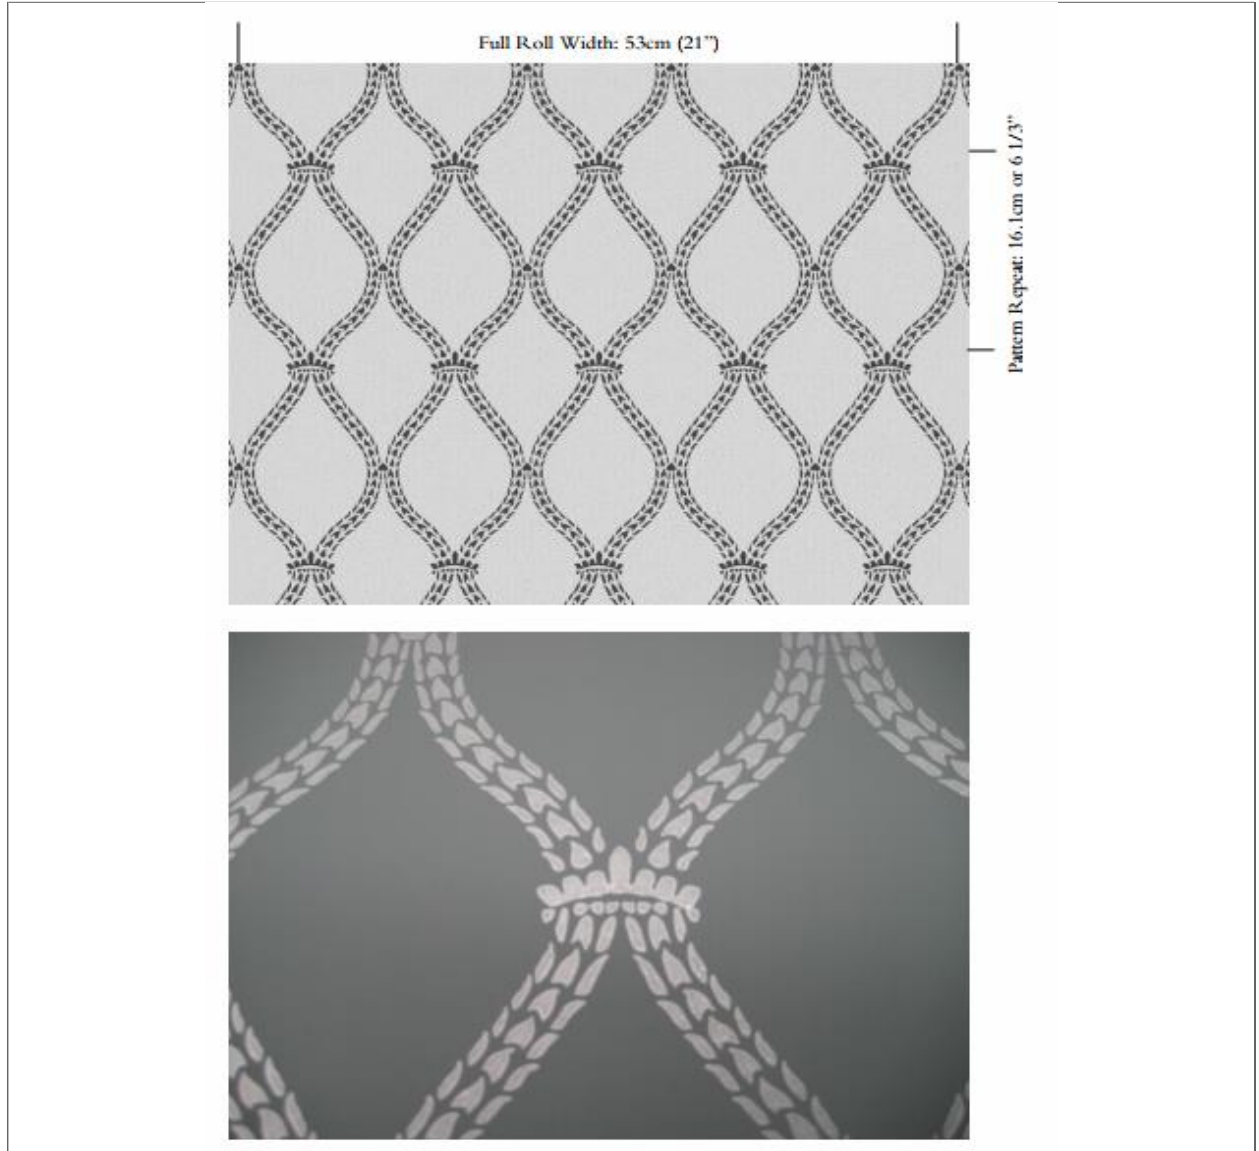 Full Roll Width: 53cm (21”)
Pattern Repeat: 16.1cm or 6 1/3”